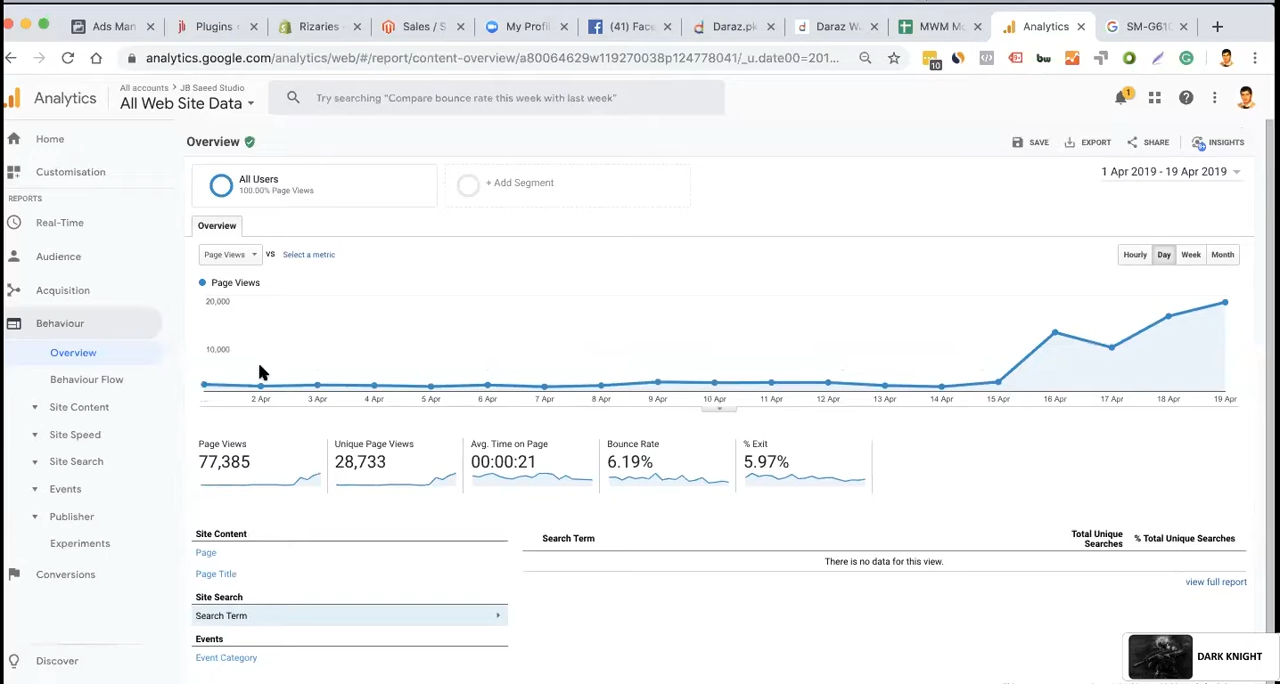 Ads Man
Plugins
Rizaries -
Sales / S
My Profil
(41) Face
Daraz.pk
Daraz W
MWM Mo
Analytics
SM-G610
analytics.google.com/analytics/web/#/report/content-overview/a80064629w119270038p124778041/_u.date00=201...
10
bw
Analytics
All accounts > JB Saeed Studio
All Web Site Data
Try searching "Compare bounce rate this week with last week"
1
Home
Customisation
REPORTS
Real-Time
Audience
Acquisition
Behaviour
Overview
Behaviour Flow
Site Content
Site Speed
Site Search
Events
Publisher
Experiments
Conversions
Discover
Overview
SAVE
EXPORT
SHARE
INSIGHTS
All Users
100.00% Page Views
+ Add Segment
1 Apr 2019 - 19 Apr 2019
Overview
Page Views
VS
Select a metric
Hourly
Day
Week
Month
Page Views
20,000
10,000
2 Apr
3 Apr
4 Apr
5 Apr
6 Apr
7 Apr
8 Apr
9 Apr
10 Apr
11 Apr
12 Apr
13 Apr
14 Apr
15 Apr
16 Apr
17 Apr
18 Apr
19 Apr
Page Views
77,385
Unique Page Views
28,733
Avg. Time on Page
00:00:21
Bounce Rate
6.19%
% Exit
5.97%
Site Content
Page
Page Title
Site Search
Search Term
Events
Event Category
Search Term
Total Unique
Searches
% Total Unique Searches
There is no data for this view.
view full report
DARK KNIGHT